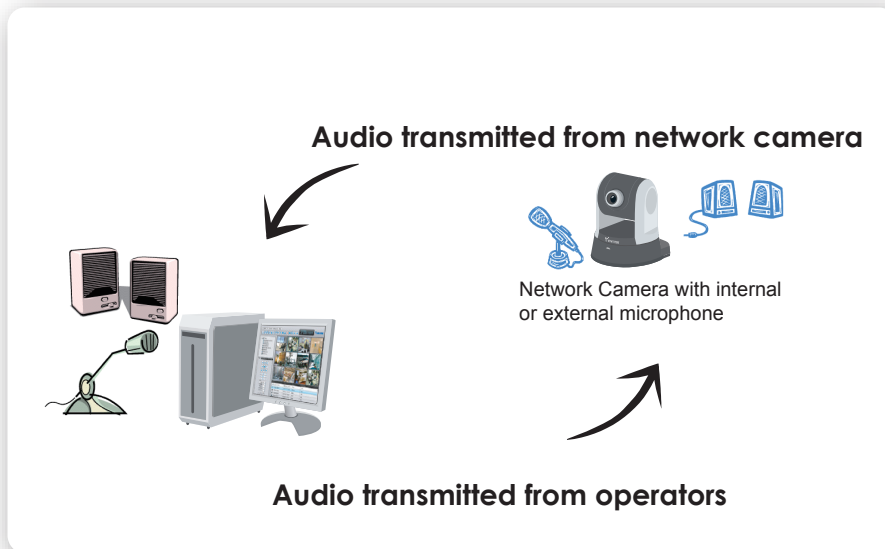 Audio transmitted from network camera
Network Camera with internal
or external microphone
Audio transmitted from operators